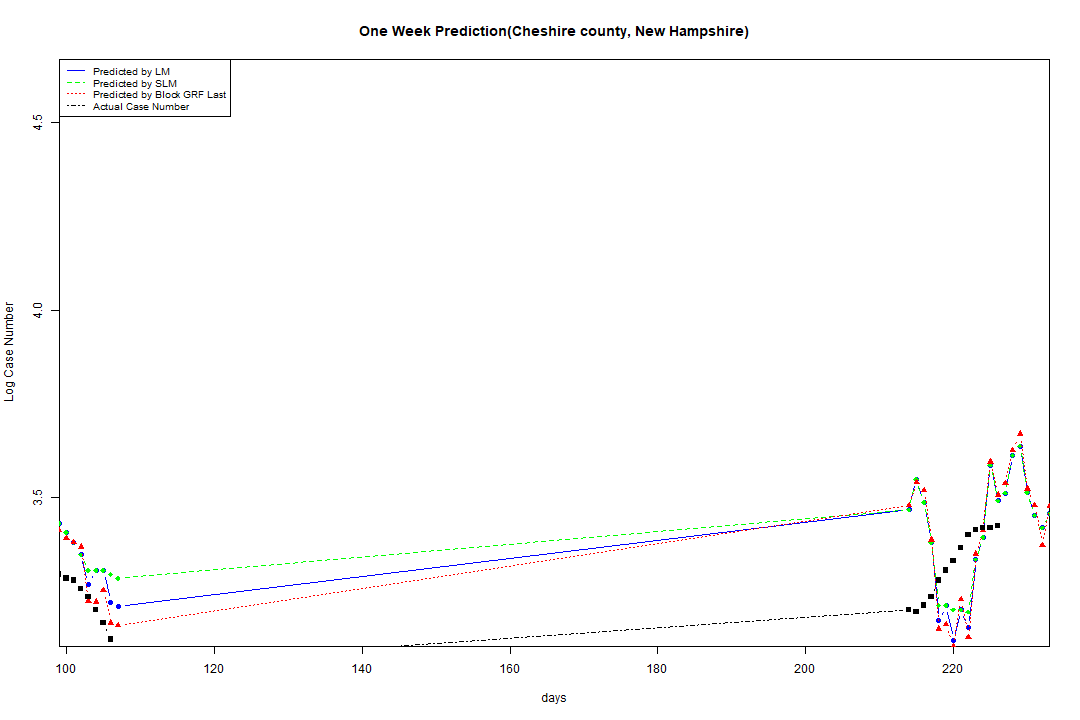 One Week Prediction(Cheshire county, New Hampshire)
Predicted by LM
Predicted by SLM
Predicted by Block GRF Last
Actual Case Number
4.5
4.0
3.5
Log Case Number
100 120 140 160 180 200 220
days